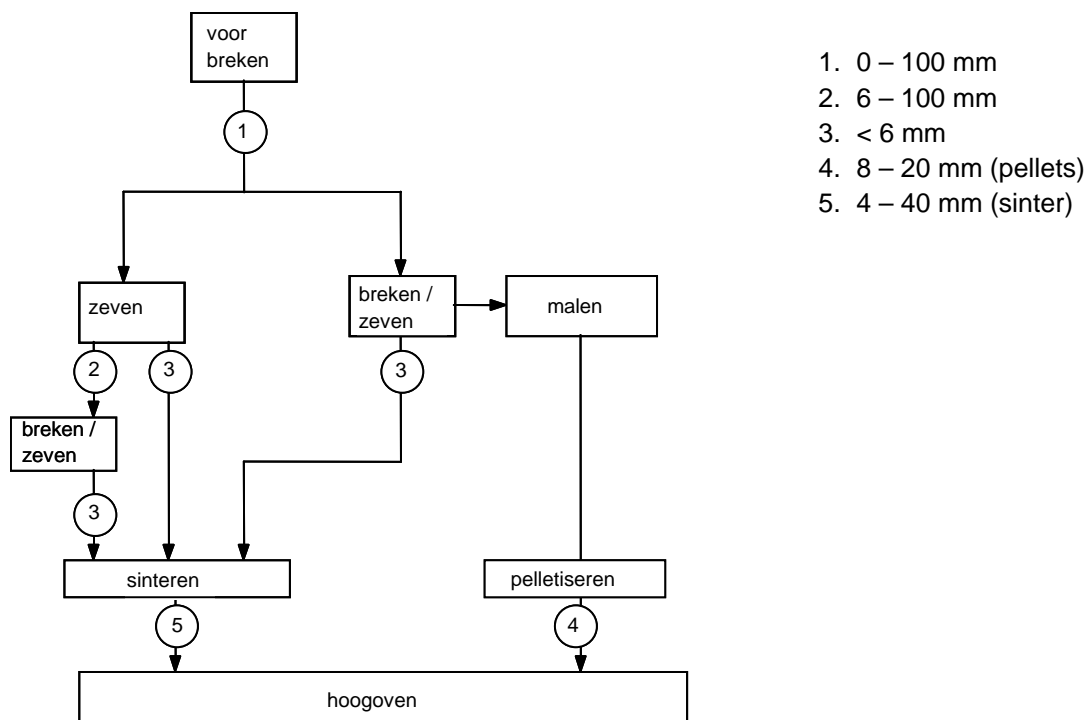 voor
breken
1. 0 – 100 mm
2. 6 – 100 mm
3. < 6 mm
4. 8 – 20 mm (pellets)
5. 4 – 40 mm (sinter)
1
zeven
breken /
zeven
malen
2
3
3
breken /
zeven
3
sinteren
pelletiseren
5
4
hoogoven